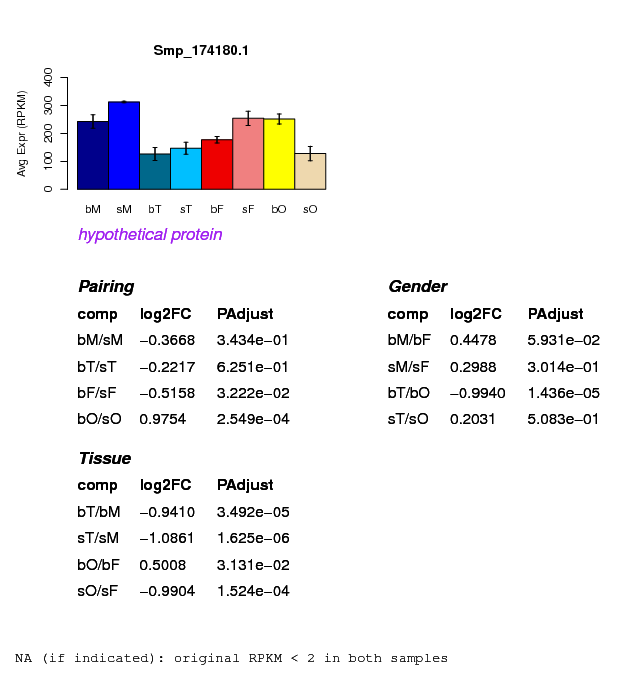 Smp_174180.1
Avg Expr (RPKM)
0 100 200 300 400
bM sM bT sT bF sF bO sO
hypothetical protein
Pairing
comp log2FC PAdjust
bM/sM −0.3668 3.434e−01
bT/sT −0.2217 6.251e−01
bF/sF −0.5158 3.222e−02
bO/sO 0.9754 2.549e−04
Gender
comp log2FC PAdjust
bM/bF 0.4478 5.931e−02
sM/sF 0.2988 3.014e−01
bT/bO −0.9940 1.436e−05
sT/sO 0.2031 5.083e−01
Tissue
comp log2FC PAdjust
bT/bM −0.9410 3.492e−05
sT/sM −1.0861 1.625e−06
bO/bF 0.5008 3.131e−02
sO/sF −0.9904 1.524e−04
NA (if indicated): original RPKM < 2 in both samples